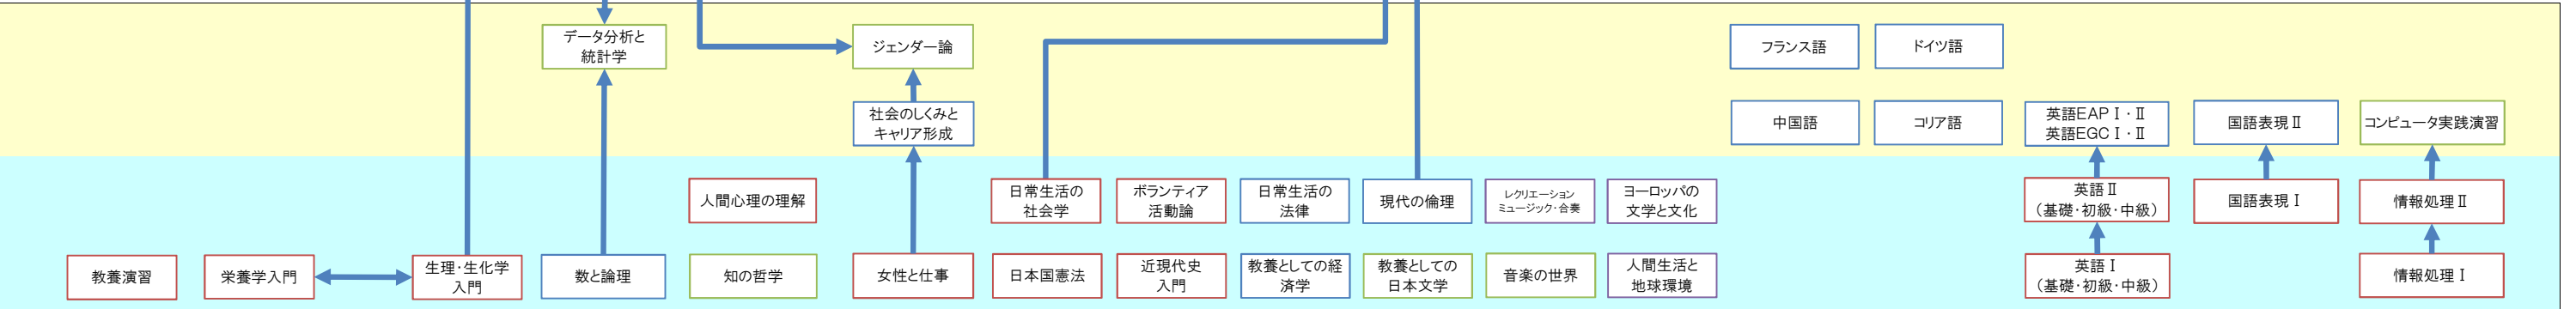 データ分析と
統計学
ジェンダー論
フランス語
ドイツ語
社会のしくみと
キャリア形成
中国語
コリア語
英語EAPⅠ・Ⅱ
英語EGCⅠ・Ⅱ
国語表現Ⅱ
コンピュータ実践演習
人間心理の理解
日常生活の
社会学
ボランティア
活動論
日常生活の
法律
現代の倫理
レクリエーション
ミュージック・合奏
ヨーロッパの
文学と文化
英語Ⅱ
（基礎・初級・中級）
国語表現Ⅰ
情報処理Ⅱ
教養演習
栄養学入門
生理・生化学
入門
数と論理
知の哲学
女性と仕事
日本国憲法
近現代史
入門
教養としての経
済学
教養としての
日本文学
音楽の世界
人間生活と
地球環境
英語Ⅰ
（基礎・初級・中級）
情報処理Ⅰ